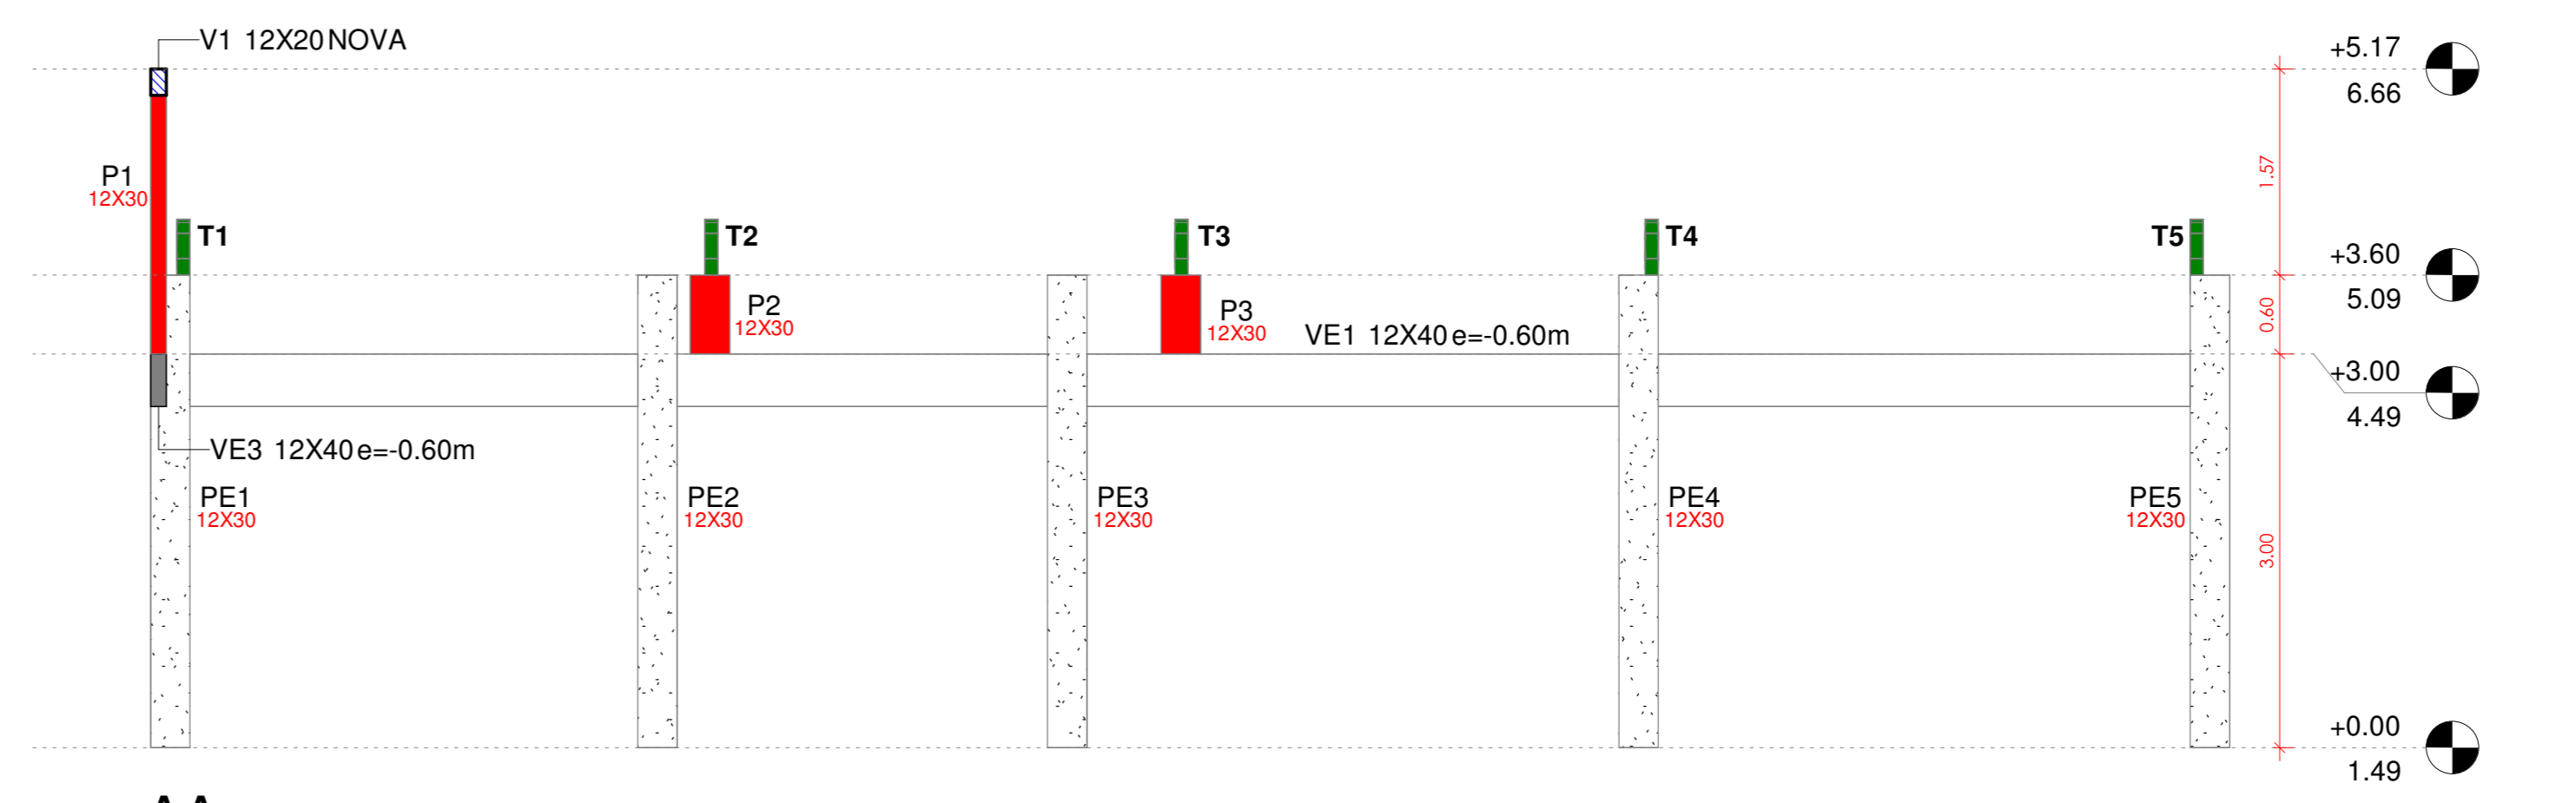 V1 12X20 NOVA
+5.17
6.66
P1
12X30
1.57
T1
T2
T3
T4
T5
+3.60
5.09
P2
12X30
P3
12X30
VE1 12X40 e=-0.60m
0.60
+3.00
4.49
VE3 12X40 e=-0.60m
PE1
12X30
PE2
12X30
PE3
12X30
PE4
12X30
PE5
12X30
3.00
+0.00
1.49